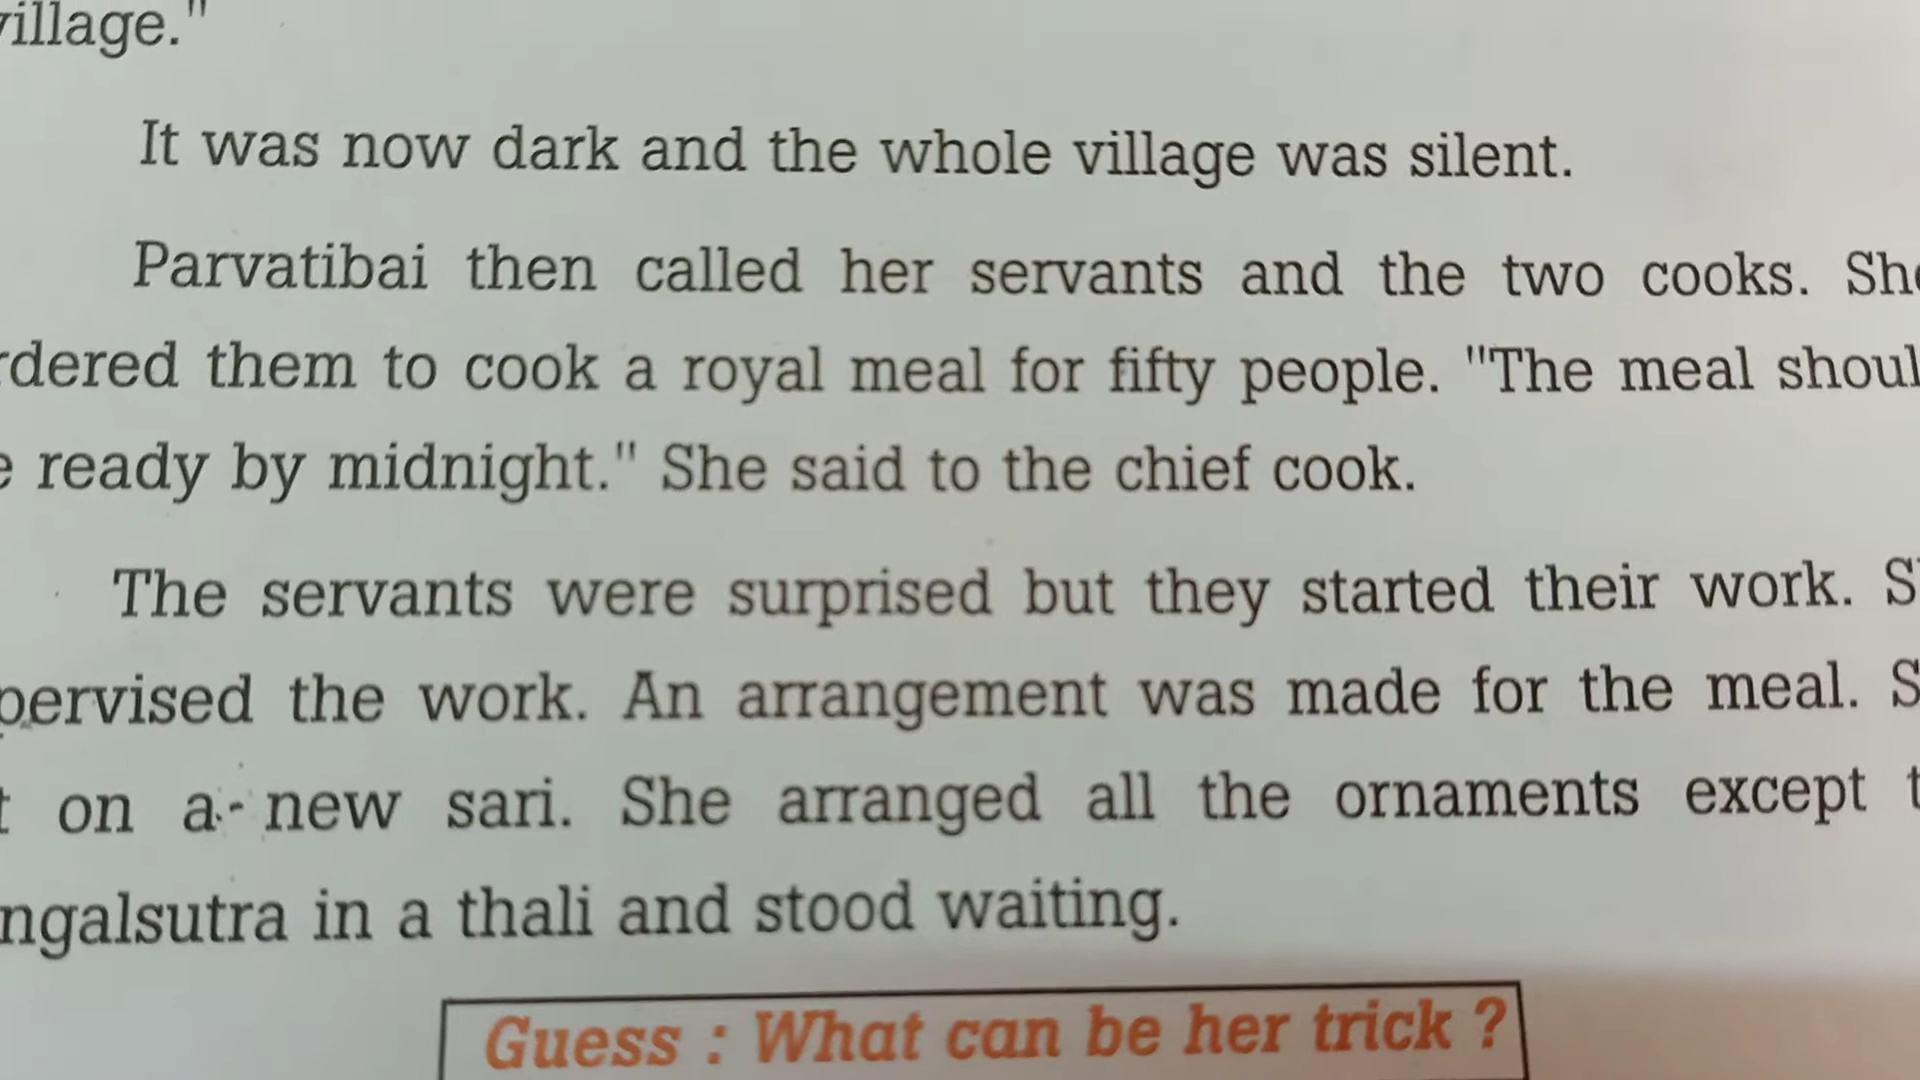 village."
It was now dark and the whole village was silent.
Parvatibai then called her servants and the two cooks. She
rdered them to cook a royal meal for fifty people. "The meal shoul
e ready by midnight." She said to the chief cook.
The servants were surprised but they started their work. S
pervised the work. An arrangement was made for the meal. S
t on a new sari. She arranged all the ornaments except t
ngalsutra in a thali and stood waiting.
Guess : What can be her trick ?